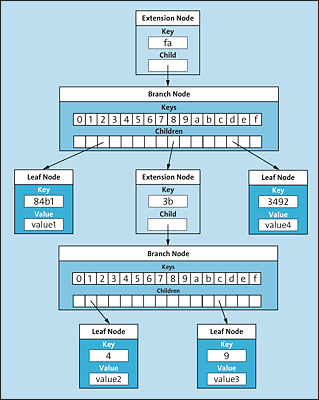 Extension Node
Key
fa
Child
Branch Node
Keys
0 1 2 3 4 5 6 7 8 9 a b c d e f
Children
Leaf Node
Key
84b1
Value
value1
Extension Node
Key
3b
Child
Leaf Node
Key
3492
Value
value4
Branch Node
Keys
0 1 2 3 4 5 6 7 8 9 a b c d e f
Children
Leaf Node
Key
4
Value
value2
Leaf Node
Key
9
Value
value3